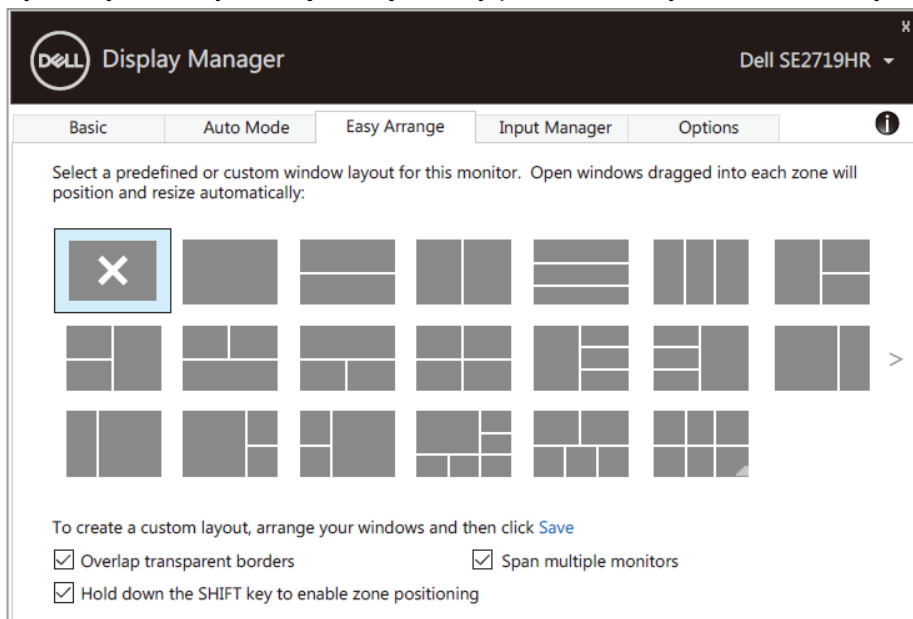 DELL Display Manager
Dell SE2719HR
Basic
Auto Mode
Easy Arrange
Input Manager
Options
Select a predefined or custom window layout for this monitor. Open windows dragged into each zone will
position and resize automatically:
>
To create a custom layout, arrange your windows and then click Save
Overlap transparent borders
Span multiple monitors
Hold down the SHIFT key to enable zone positioning